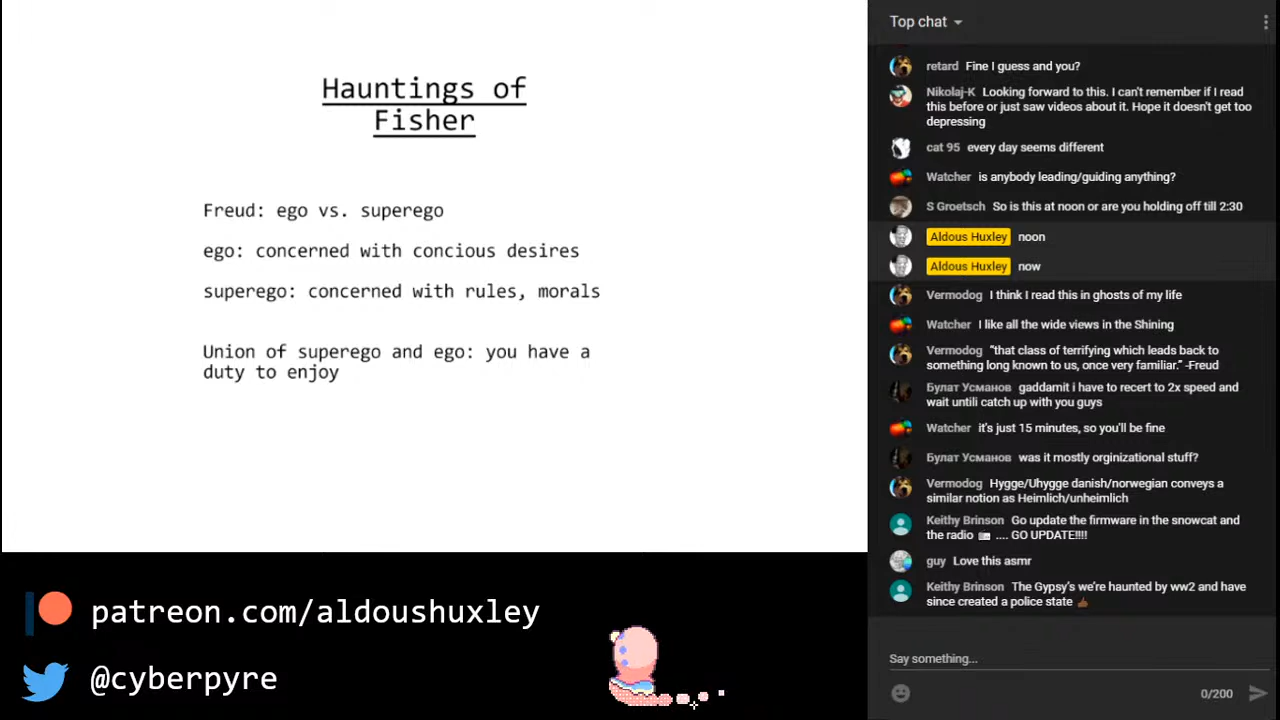 Hauntings of
Fisher
Freud: ego vs. superego
ego: concerned with concious desires
superego: concerned with rules, morals
Union of superego and ego: you have a
duty to enjoy
patreon.com/aldoushuxley
@cyberpyre
Top chat
retard Fine I guess and you?
Nikolaj-K Looking forward to this. I can't remember if I read
this before or just saw videos about it. Hope it doesn't get too
depressing
cat 95 every day seems different
Watcher is anybody leading/guiding anything?
S Groetsch So is this at noon or are you holding off till 2:30
Aldous Huxley noon
Aldous Huxley now
Vermodog I think I read this in ghosts of my life
Watcher I like all the wide views in the Shining
Vermodog “that class of terrifying which leads back to
something long known to us, once very familiar.” -Freud
Булат Усманов gaddamit i have to recert to 2x speed and
wait untili catch up with you guys
Watcher it's just 15 minutes, so you'll be fine
Булат Усманов was it mostly orginizational stuff?
Vermodog Hygge/Uhygge danish/norwegian conveys a
similar notion as Heimlich/unheimlich
Keithy Brinson Go update the firmware in the snowcat and
the radio 📻 .... GO UPDATE!!!!
guy Love this asmr
Keithy Brinson The Gypsy's we're haunted by ww2 and have
since created a police state
Say something...
0/200